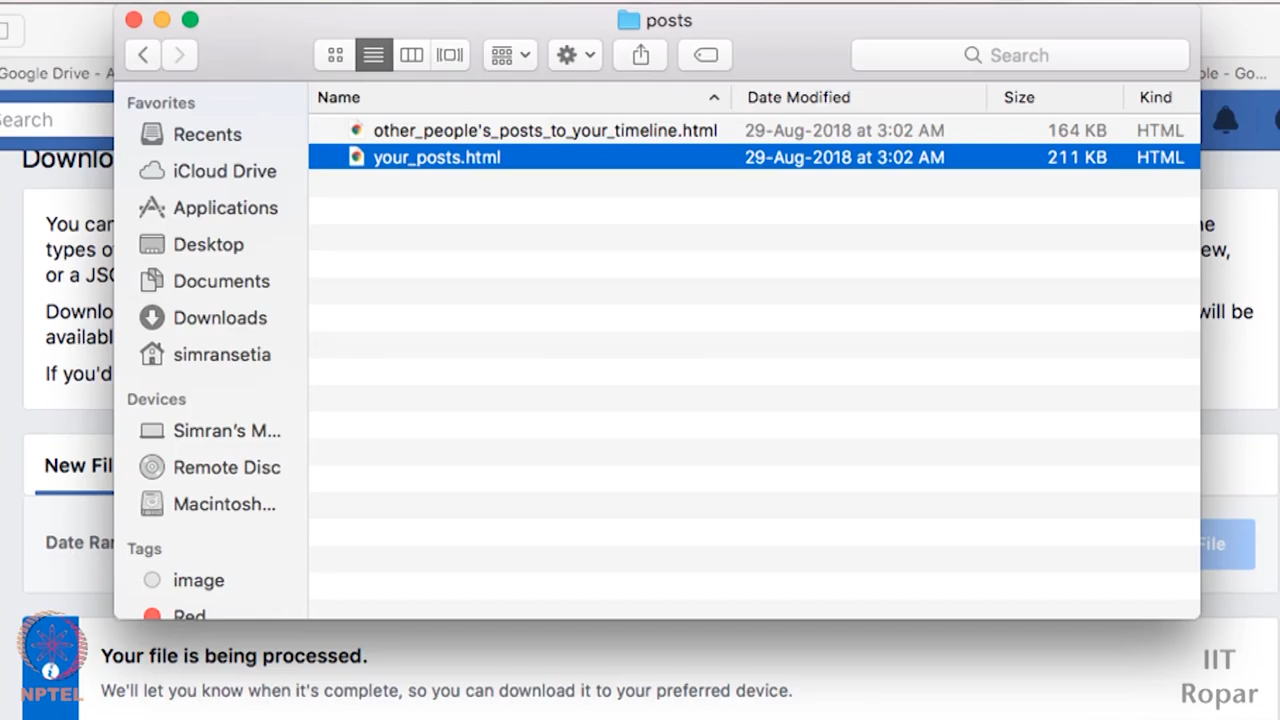 posts
Search
Google Drive - A
ple - Go...
earch
Downlo
You can
types of
or a JSO
Downlo
availabl
If you'd
ew,
will be
New Fil
Date Ran
File
Favorites
Recents
iCloud Drive
Applications
Desktop
Documents
Downloads
simransetia
Devices
Simran's M...
Remote Disc
Macintosh...
Tags
image
Red
Name Date Modified Size Kind
other_people's_posts_to_your_timeline.html 29-Aug-2018 at 3:02 AM 164 KB HTML
your_posts.html 29-Aug-2018 at 3:02 AM 211 KB HTML
Your file is being processed.
We'll let you know when it's complete, so you can download it to your preferred device.
NPTEL
IIT
Ropar